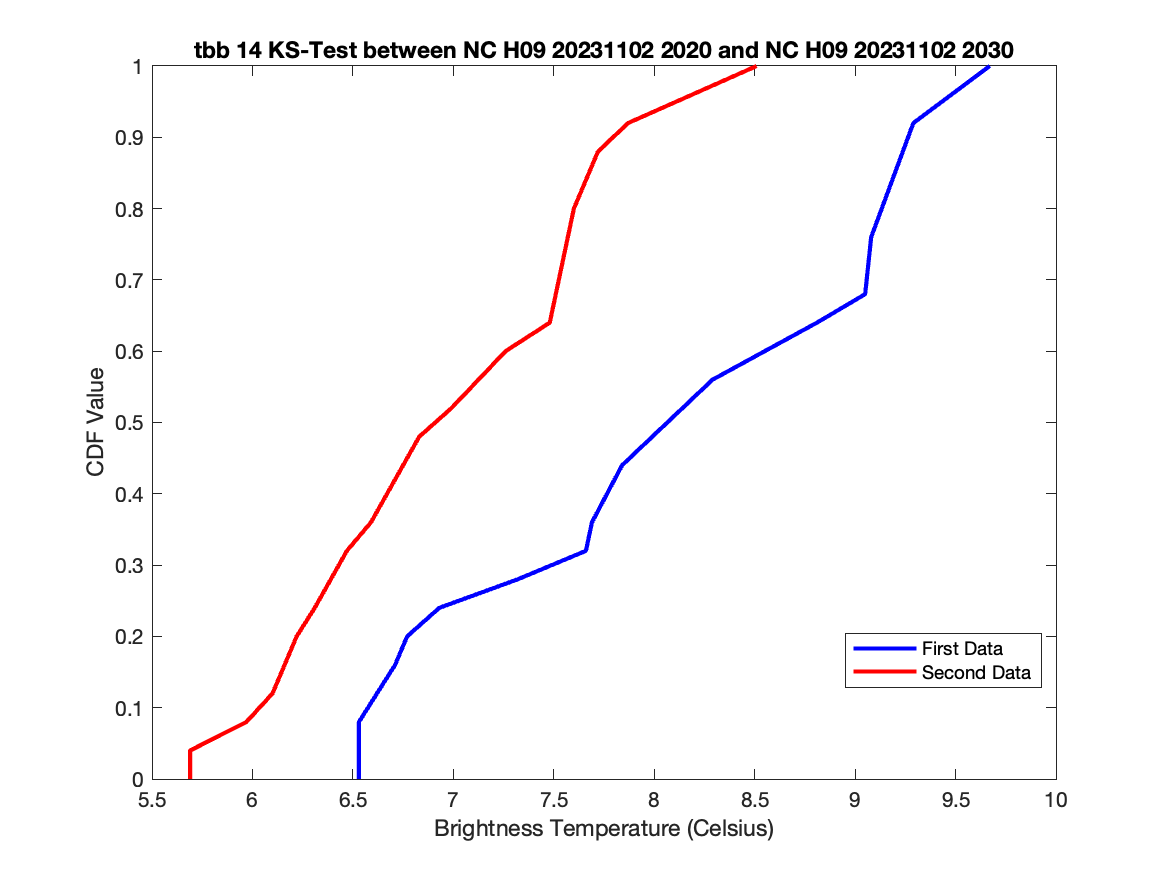 tbb 14 KS-Test between NC H09 20231102 2020 and NC H09 20231102 2030
1
0.9
0.8
0.7
0.6
0.5
0.4
0.3
0.2
0.1
0
CDF Value
First Data
Second Data
5.5 6 6.5 7 7.5 8 8.5 9 9.5 10
Brightness Temperature (Celsius)